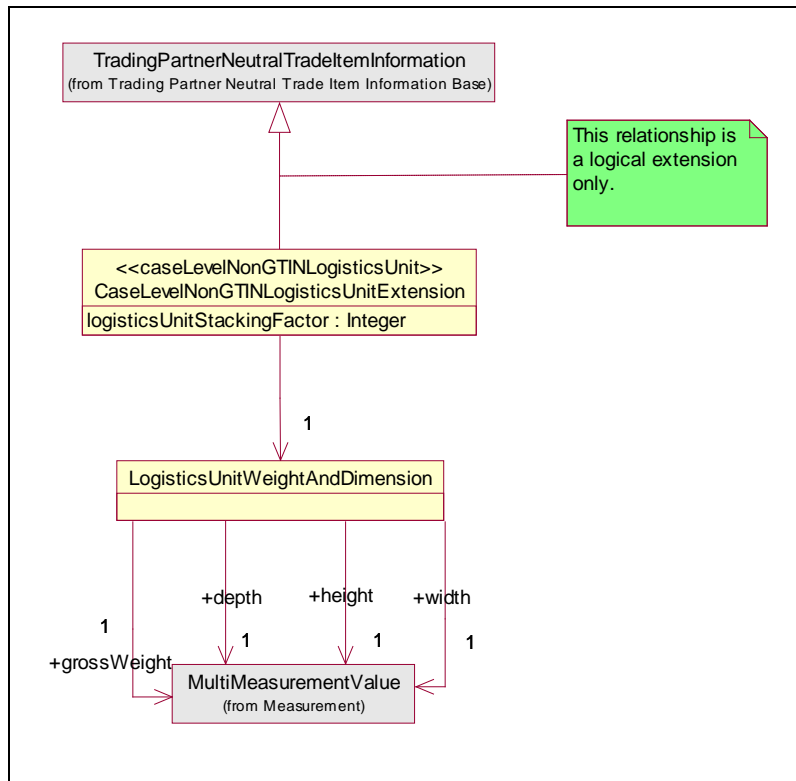 TradingPartnerNeutralTradeItemInformation
(from Trading Partner Neutral Trade Item Information Base)
This relationship is
a logical extension
only.
<<caseLevelNonGTINLogisticsUnit>>
CaseLevelNonGTINLogisticsUnitExtension
logisticsUnitStackingFactor : Integer
1
LogisticsUnitWeightAndDimension
+depth
+height
+width
1
1
1
1
+grossWeight
MultiMeasurementValue
(from Measurement)